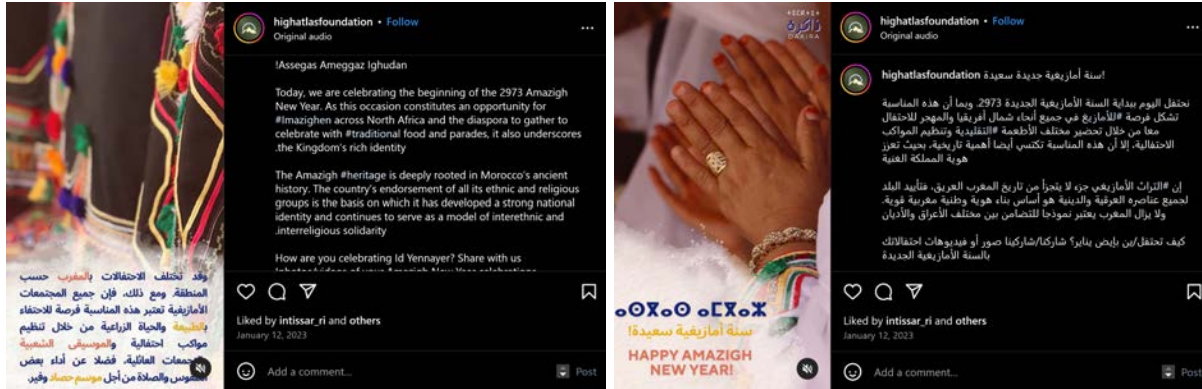 highatlasfoundation • Follow
Original audio
!Assegas Ameggaz Ighudan
Today, we are celebrating the beginning of the 2973 Amazigh
New Year. As this occasion constitutes an opportunity for
#Imazighen across North Africa and the diaspora to gather to
celebrate with #traditional food and parades, it also underscores
.the Kingdom's rich identity
The Amazigh #heritage is deeply rooted in Morocco's ancient
history. The country's endorsement of all its ethnic and religious
groups is the basis on which it has developed a strong national
identity and continues to serve as a model of interethnic and
.interreligious solidarity
How are you celebrating Id Yennayer? Share with us
وقد تختلف الاحتفالات بالمغرب حسب
المنطقة. ومع ذلك، فإن جميع المجتمعات
الأمازيغية تعتبر هذه المناسبة فرصة للاحتفاء
بالطبيعة والحياة الزراعية من خلال تنظيم
مواكب احتفالية والموسيقى الشعبية
والتجمعات العائلية، فضلا عن أداء بعض
الطقوس والصلاة من أجل موسم حصاد وفير.
Liked by intissar_ri and others
January 12, 2023
Add a comment...
Post
ذاكرة
DAKIRA
ⴰⵙⴳⴳⴰⵙ ⴰⵎⴳⴳⴰⵣ
سنة أمازيغية سعيدة!
HAPPY AMAZIGH
NEW YEAR!
highatlasfoundation • Follow
Original audio
highatlasfoundation سنة أمازيغية جديدة سعيدة!
نحتفل اليوم ببداية السنة الأمازيغية الجديدة 2973. وبما أن هذه المناسبة
تشكل فرصة #للأمازيغ في جميع أنحاء شمال أفريقيا والمهجر للاحتفال
معا من خلال تحضير مختلف الأطعمة #التقليدية وتنظيم المواكب
الاحتفالية، إلا أن هذه المناسبة تكتسي أيضا أهمية تاريخية، بحيث تعزز
هوية المملكة الغنية
إن #التراث الأمازيغي جزء لا يتجزأ من تاريخ المغرب العريق، فتأييد البلد
لجميع عناصره العرقية والدينية هو أساس بناء هوية وطنية مغربية قوية.
ولا يزال المغرب يعتبر نموذجا للتضامن بين مختلف الأعراق والأديان
كيف تحتفل/ين بإيض يناير؟ شاركنا/شاركينا صور أو فيديوهات احتفالاتك
بالسنة الأمازيغية الجديدة
Liked by intissar_ri and others
January 12, 2023
Add a comment...
Post